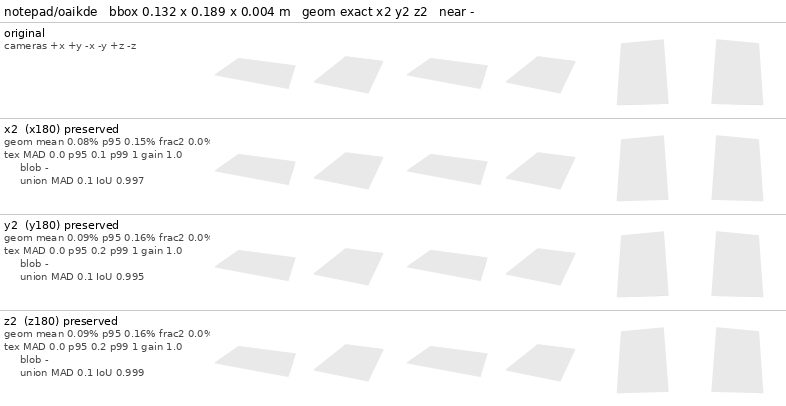 notepad/oaikde   bbox 0.132 x 0.189 x 0.004 m   geom exact x2 y2 z2   near -
original
cameras +x +y -x -y +z -z
x2  (x180) preserved
geom mean 0.08% p95 0.15% frac2 0.0%
tex MAD 0.0 p95 0.1 p99 1 gain 1.0
blob -
union MAD 0.1 IoU 0.997
y2  (y180) preserved
geom mean 0.09% p95 0.16% frac2 0.0%
tex MAD 0.0 p95 0.2 p99 1 gain 1.0
blob -
union MAD 0.1 IoU 0.995
z2  (z180) preserved
geom mean 0.09% p95 0.16% frac2 0.0%
tex MAD 0.0 p95 0.2 p99 1 gain 1.0
blob -
union MAD 0.1 IoU 0.999